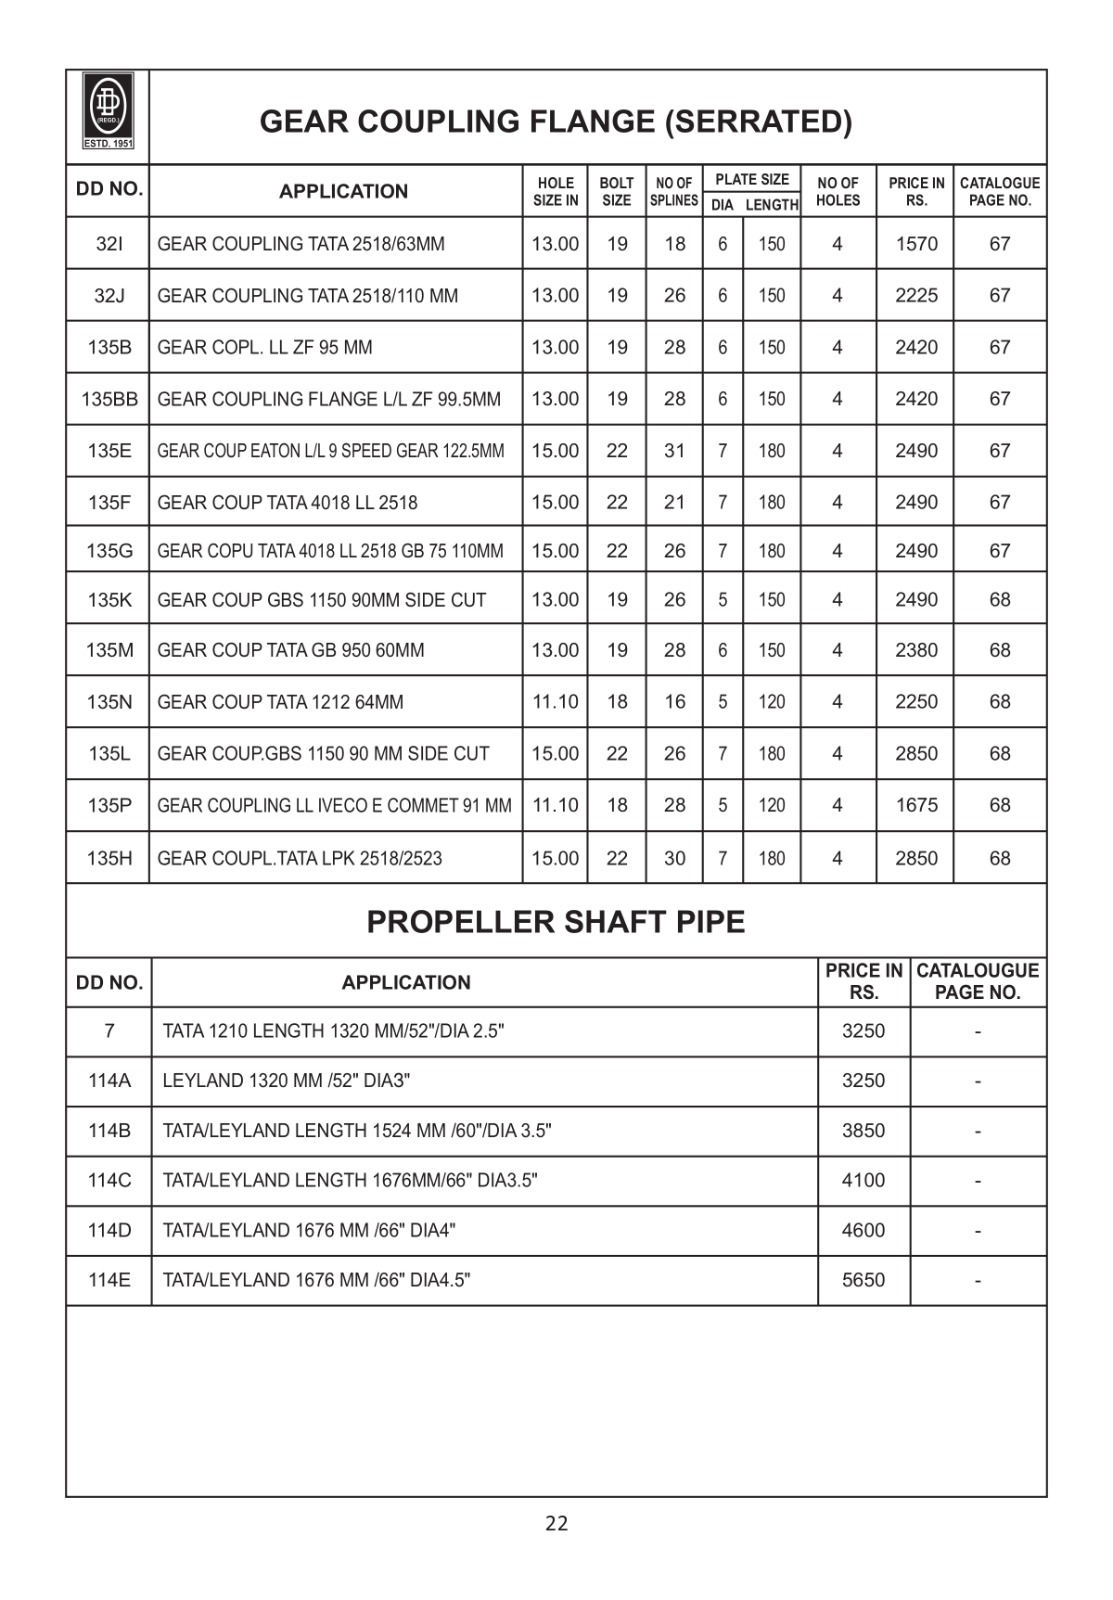 DD
(REGD.)
ESTD. 1951
GEAR COUPLING FLANGE (SERRATED)
DD NO. APPLICATION HOLE SIZE IN BOLT SIZE NO OF SPLINES PLATE SIZE DIA LENGTH NO OF HOLES PRICE IN RS. CATALOGUE PAGE NO.
32I GEAR COUPLING TATA 2518/63MM 13.00 19 18 6 150 4 1570 67
32J GEAR COUPLING TATA 2518/110 MM 13.00 19 26 6 150 4 2225 67
135B GEAR COPL. LL ZF 95 MM 13.00 19 28 6 150 4 2420 67
135BB GEAR COUPLING FLANGE L/L ZF 99.5MM 13.00 19 28 6 150 4 2420 67
135E GEAR COUP EATON L/L 9 SPEED GEAR 122.5MM 15.00 22 31 7 180 4 2490 67
135F GEAR COUP TATA 4018 LL 2518 15.00 22 21 7 180 4 2490 67
135G GEAR COPU TATA 4018 LL 2518 GB 75 110MM 15.00 22 26 7 180 4 2490 67
135K GEAR COUP GBS 1150 90MM SIDE CUT 13.00 19 26 5 150 4 2490 68
135M GEAR COUP TATA GB 950 60MM 13.00 19 28 6 150 4 2380 68
135N GEAR COUP TATA 1212 64MM 11.10 18 16 5 120 4 2250 68
135L GEAR COUP.GBS 1150 90 MM SIDE CUT 15.00 22 26 7 180 4 2850 68
135P GEAR COUPLING LL IVECO E COMMET 91 MM 11.10 18 28 5 120 4 1675 68
135H GEAR COUPL.TATA LPK 2518/2523 15.00 22 30 7 180 4 2850 68
PROPELLER SHAFT PIPE
DD NO. APPLICATION PRICE IN RS. CATALOUGUE PAGE NO.
7 TATA 1210 LENGTH 1320 MM/52"/DIA 2.5" 3250 -
114A LEYLAND 1320 MM /52" DIA3" 3250 -
114B TATA/LEYLAND LENGTH 1524 MM /60"/DIA 3.5" 3850 -
114C TATA/LEYLAND LENGTH 1676MM/66" DIA3.5" 4100 -
114D TATA/LEYLAND 1676 MM /66" DIA4" 4600 -
114E TATA/LEYLAND 1676 MM /66" DIA4.5" 5650 -
22